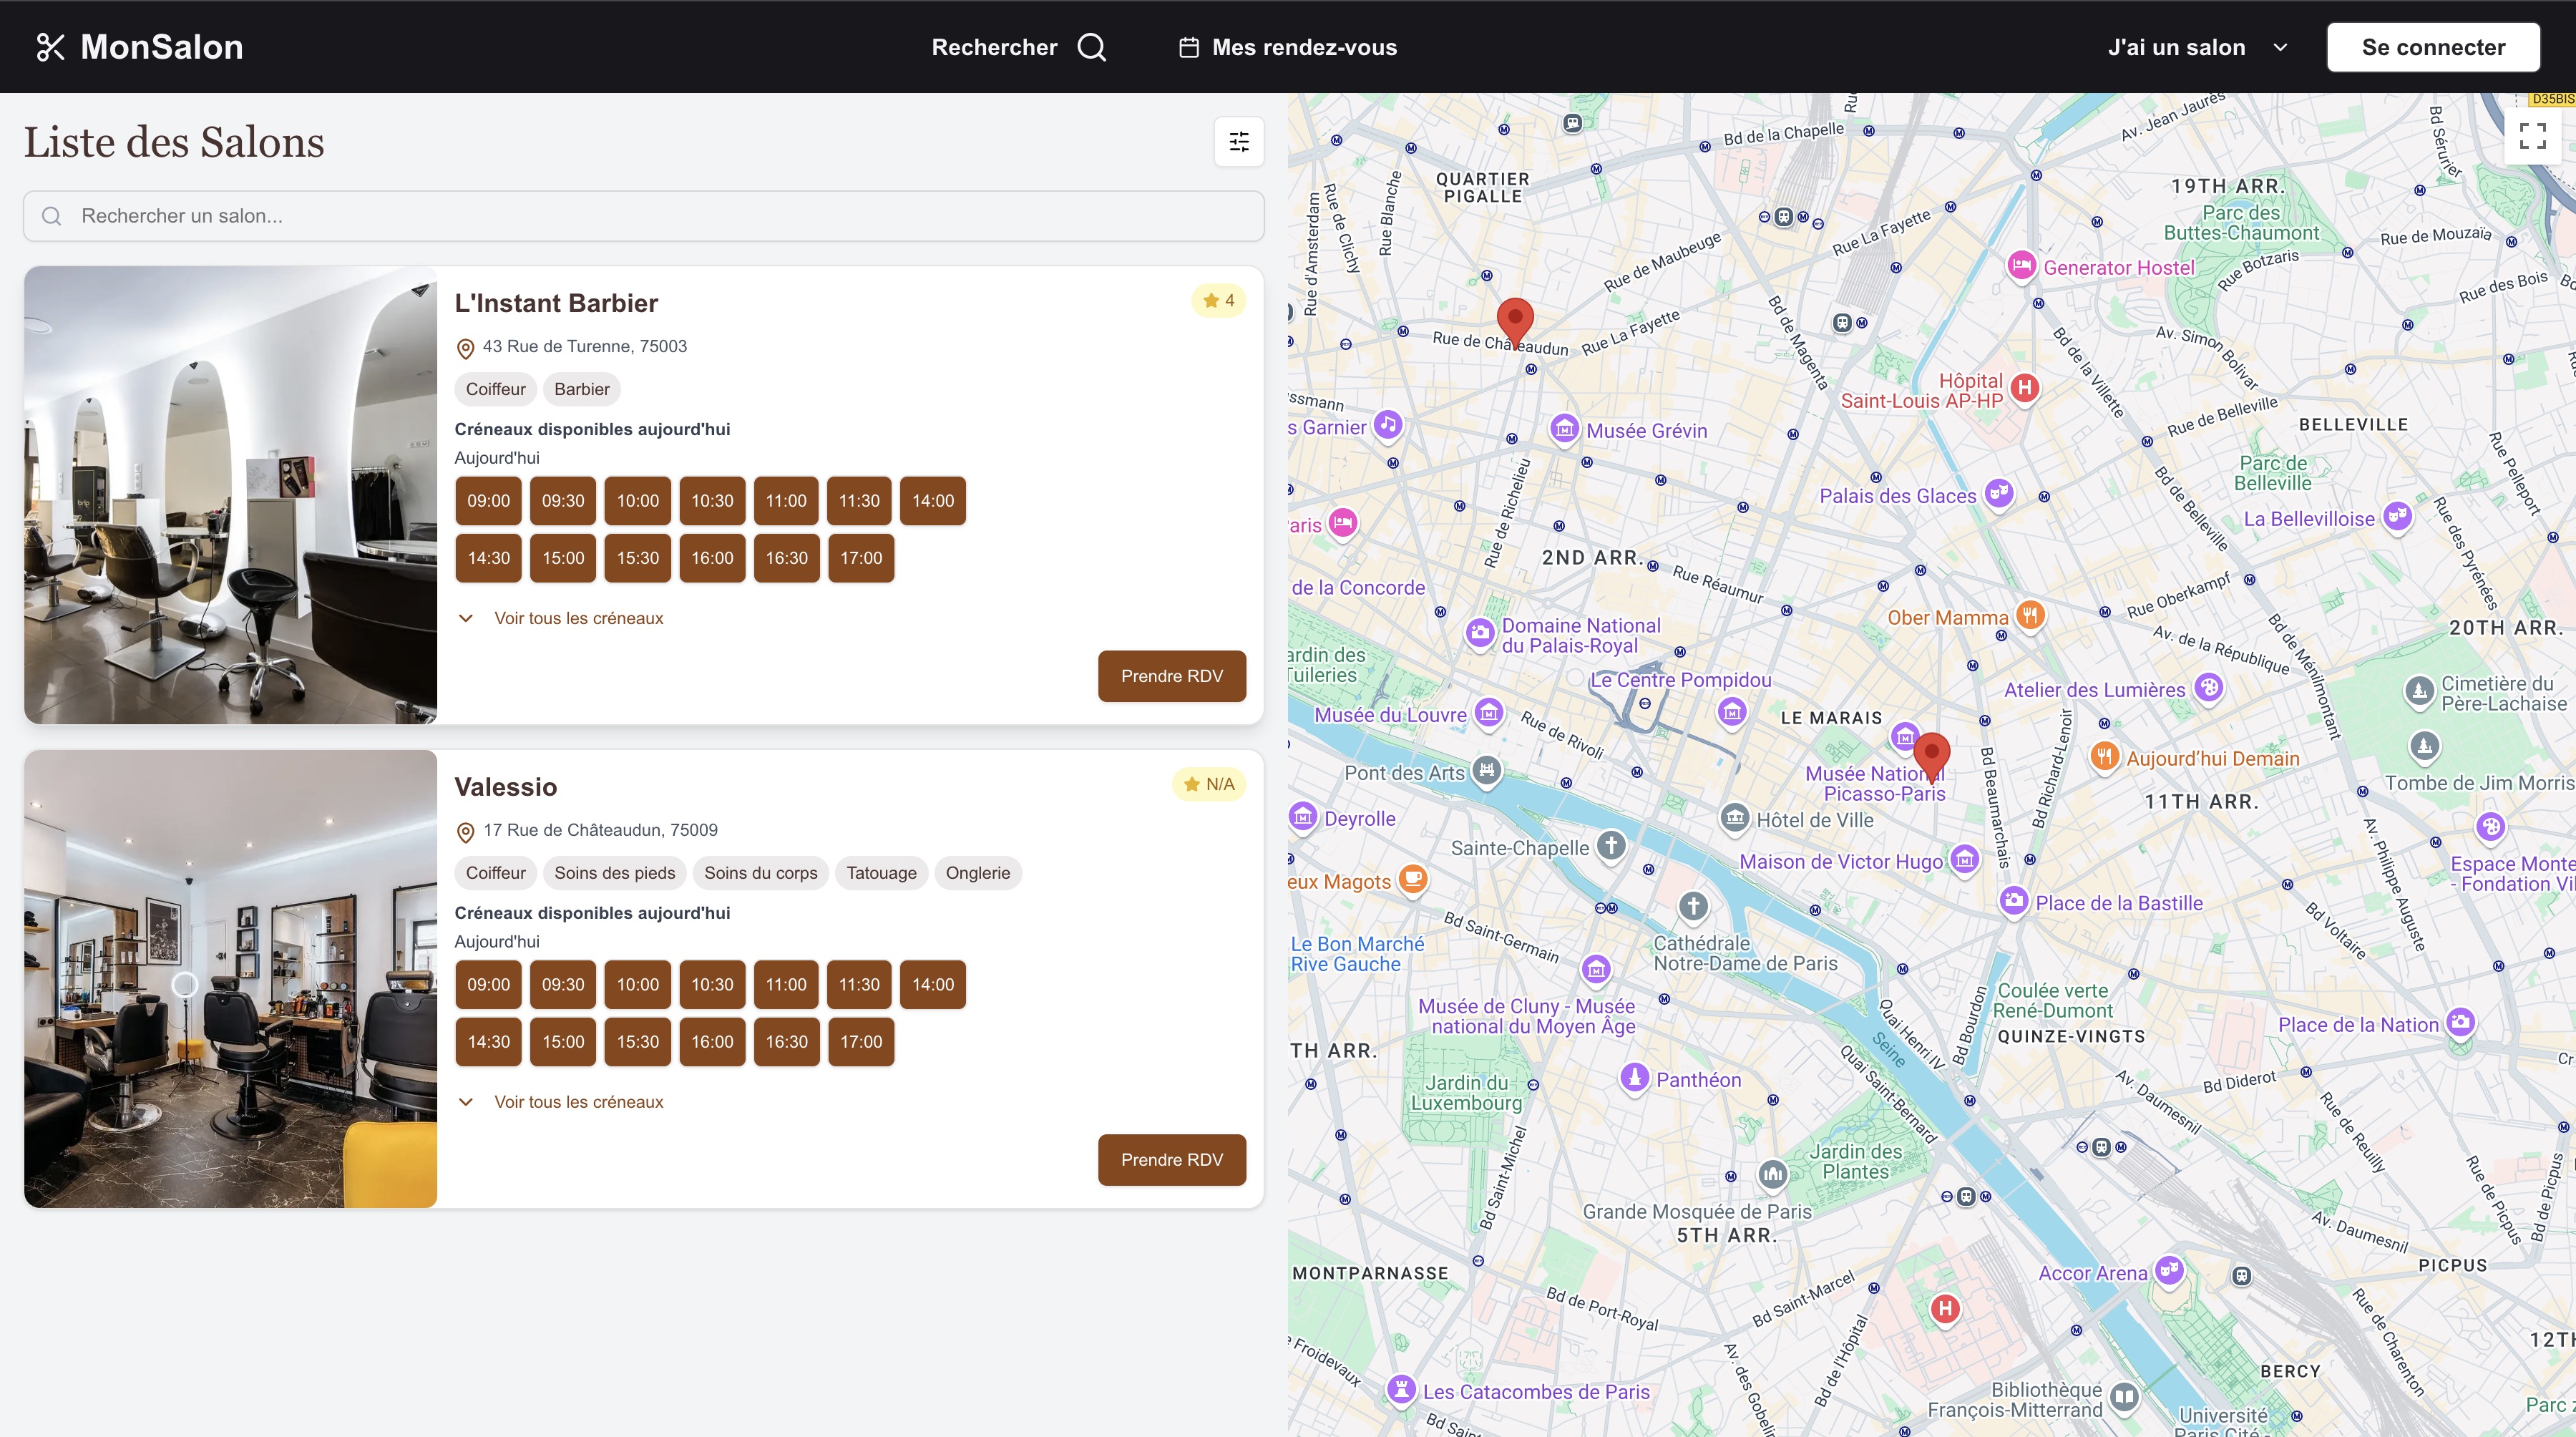 MonSalon
Rechercher
Mes rendez-vous
J'ai un salon
Se connecter
Liste des Salons
Rechercher un salon...
L'Instant Barbier
4
43 Rue de Turenne, 75003
Coiffeur
Barbier
Créneaux disponibles aujourd'hui
Aujourd'hui
09:00 09:30 10:00 10:30 11:00 11:30 14:00
14:30 15:00 15:30 16:00 16:30 17:00
Voir tous les créneaux
Prendre RDV
Valessio
N/A
17 Rue de Châteaudun, 75009
Coiffeur
Soins des pieds
Soins du corps
Tatouage
Onglerie
Créneaux disponibles aujourd'hui
Aujourd'hui
09:00 09:30 10:00 10:30 11:00 11:30 14:00
14:30 15:00 15:30 16:00 16:30 17:00
Voir tous les créneaux
Prendre RDV
D35BIS
Av. Jean Jaurès
Bd Sérurier
Bd de la Chapelle
QUARTIER
PIGALLE
19TH ARR.
Parc des
Buttes-Chaumont
Rue de Mouzaïa
Rue d'Amsterdam
Rue de Clichy
Rue Blanche
Rue de Maubeuge
Rue La Fayette
Generator Hostel
Rue Botzaris
Rue des Bois
Rue de Châteaudun
Rue La Fayette
Bd de Magenta
Bd de la Villette
Av. Simon Bolivar
Hôpital
Saint-Louis AP-HP
Rue de Belleville
BELLEVILLE
ssmann
s Garnier
Musée Grévin
Rue de Richelieu
Palais des Glaces
Parc de
Belleville
Bd de Belleville
La Bellevilloise
Rue Pelleport
Rue des Pyrénées
aris
2ND ARR.
Rue Réaumur
de la Concorde
Ober Mamma
Rue Oberkampf
Av. de la République
Bd de Ménilmontant
20TH ARR.
Domaine National
du Palais-Royal
ardin des
Tuileries
Le Centre Pompidou
Atelier des Lumières
Cimetière du
Père-Lachaise
Musée du Louvre
Rue de Rivoli
LE MARAIS
Bd Beaumarchais
Bd Richard-Lenoir
Aujourd'hui Demain
Tombe de Jim Morris
Pont des Arts
Musée National
Picasso-Paris
11TH ARR.
Deyrolle
Hôtel de Ville
Sainte-Chapelle
Maison de Victor Hugo
Av. Philippe Auguste
Espace Monte
- Fondation Vil
eux Magots
Place de la Bastille
Bd Voltaire
Bd Saint-Germain
Le Bon Marché
Rive Gauche
Cathédrale
Notre-Dame de Paris
Musée de Cluny - Musée
national du Moyen Âge
Quai Henri IV
Bd Bourdon
Coulée verte
René-Dumont
QUINZE-VINGTS
Place de la Nation
TH ARR.
Seine
Quai Saint-Bernard
Cr
Jardin du
Luxembourg
Panthéon
Bd Diderot
Av. Daumesnil
Rue de Reuilly
Bd Saint-Michel
Jardin des
Plantes
Rue de Picpus
Bd de Picpus
Grande Mosquée de Paris
5TH ARR.
Av. Daumesnil
PICPUS
MONTPARNASSE
Accor Arena
Bd de Port-Royal
Bd Saint-Marcel
Bd de l'Hôpital
Rue de Charenton
12TH
Froidevaux
Av. des Gobelin
BERCY
Les Catacombes de Paris
Bibliothèque
François-Mitterrand
Université
Paris Cité -
Parc z
Bd Sain